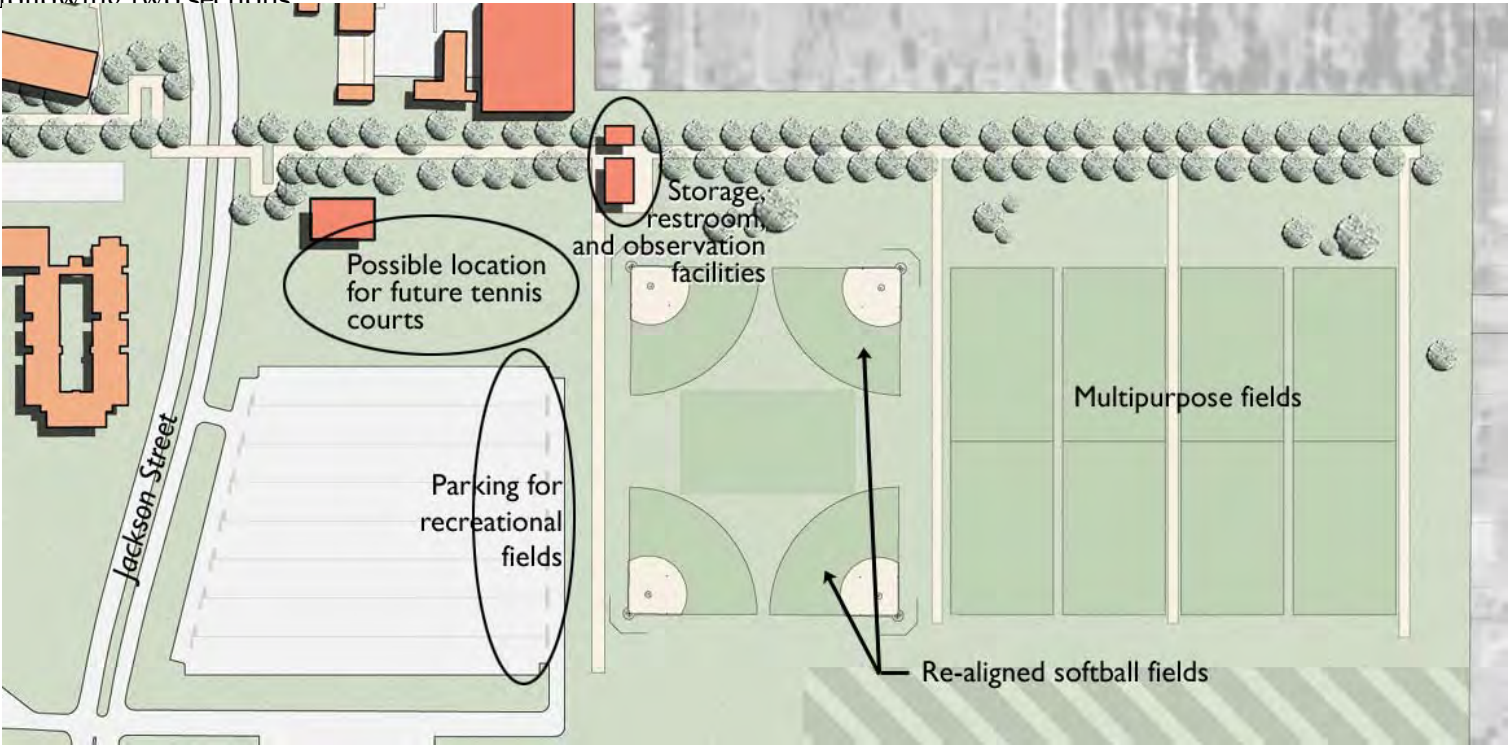 Storage,
restroom,
and observation
facilities
Possible location
for future tennis
courts
Multipurpose fields
Jackson Street
Parking for
recreational
fields
Re-aligned softball fields